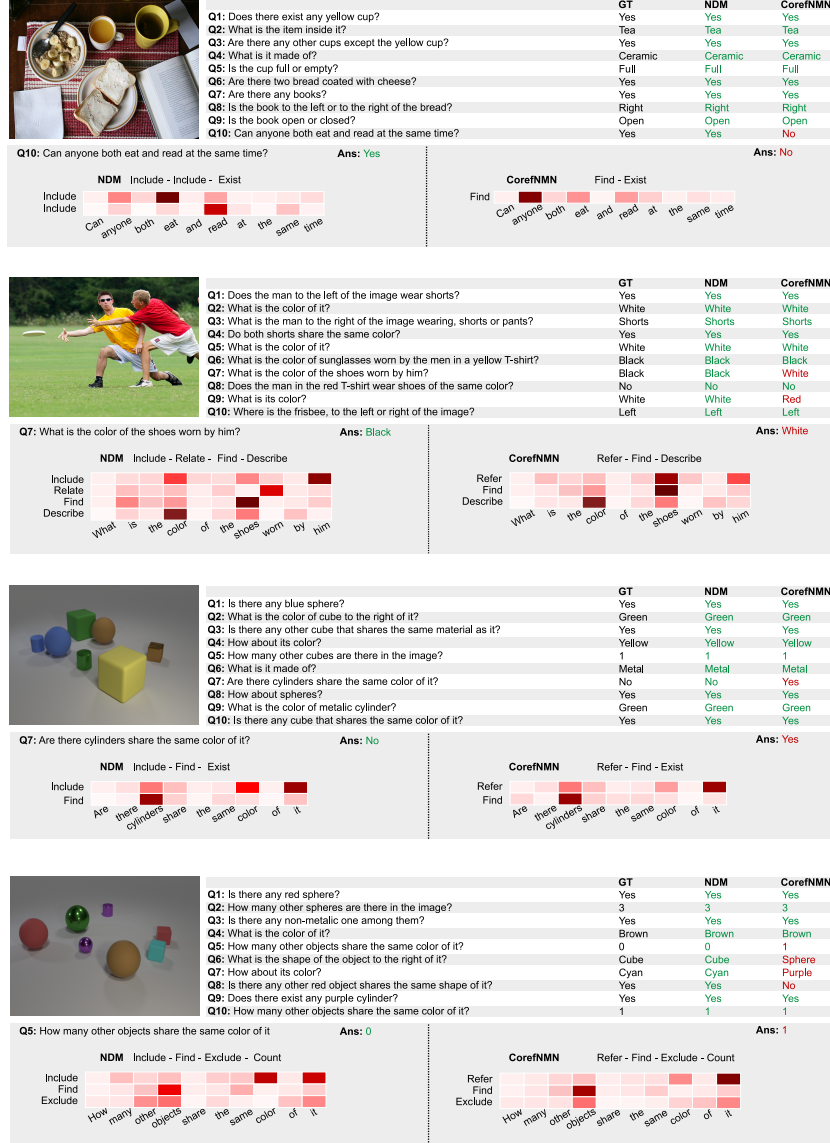 GT NDM CorefNMN
Q1: Does there exist any yellow cup? Yes Yes Yes
Q2: What is the item inside it? Tea Tea Tea
Q3: Are there any other cups except the yellow cup? Yes Yes Yes
Q4: What is it made of? Ceramic Ceramic Ceramic
Q5: Is the cup full or empty? Full Full Full
Q6: Are there two bread coated with cheese? Yes Yes Yes
Q7: Are there any books? Yes Yes Yes
Q8: Is the book to the left or to the right of the bread? Right Right Right
Q9: Is the book open or closed? Open Open Open
Q10: Can anyone both eat and read at the same time? Yes Yes No
Q10: Can anyone both eat and read at the same time? Ans: Yes Ans: No
NDM Include - Include - Exist CorefNMN Find - Exist
Include Find
Include
Can anyone both eat and read at the same time Can anyone both eat and read at the same time
GT NDM CorefNMN
Q1: Does the man to the left of the image wear shorts? Yes Yes Yes
Q2: What is the color of it? White White White
Q3: What is the man to the right of the image wearing, shorts or pants? Shorts Shorts Shorts
Q4: Do both shorts share the same color? Yes Yes Yes
Q5: What is the color of it? White White White
Q6: What is the color of sunglasses worn by the men in a yellow T-shirt? Black Black Black
Q7: What is the color of the shoes worn by him? Black Black White
Q8: Does the man in the red T-shirt wear shoes of the same color? No No No
Q9: What is its color? White White Red
Q10: Where is the frisbee, to the left or right of the image? Left Left Left
Q7: What is the color of the shoes worn by him? Ans: Black Ans: White
NDM Include - Relate - Find - Describe CorefNMN Refer - Find - Describe
Include Refer
Relate Find
Find Describe
Describe
What is the color of the shoes worn by him What is the color of the shoes worn by him
GT NDM CorefNMN
Q1: Is there any blue sphere? Yes Yes Yes
Q2: What is the color of cube to the right of it? Green Green Green
Q3: Is there any other cube that shares the same material as it? Yes Yes Yes
Q4: How about its color? Yellow Yellow Yellow
Q5: How many other cubes are there in the image? 1 1 1
Q6: What is it made of? Metal Metal Metal
Q7: Are there cylinders share the same color of it? No No Yes
Q8: How about spheres? Yes Yes Yes
Q9: What is the color of metallic cylinder? Green Green Green
Q10: Is there any cube that shares the same color of it? Yes Yes Yes
Q7: Are there cylinders share the same color of it? Ans: No Ans: Yes
NDM Include - Find - Exist CorefNMN Refer - Find - Exist
Include Refer
Find Find
Are there cylinders share the same color of it Are there cylinders share the same color of it
GT NDM CorefNMN
Q1: Is there any red sphere? Yes Yes Yes
Q2: How many other spheres are there in the image? 3 3 3
Q3: Is there any non-metalic one among them? Yes Yes Yes
Q4: What is the color of it? Brown Brown Brown
Q5: How many other objects share the same color of it? 0 0 1
Q6: What is the shape of the object to the right of it? Cube Cube Sphere
Q7: How about its color? Cyan Cyan Purple
Q8: Is there any other red object shares the same shape of it? Yes Yes No
Q9: Does there exist any purple cylinder? Yes Yes Yes
Q10: How many other objects share the same color of it? 1 1 1
Q5: How many other objects share the same color of it Ans: 0 Ans: 1
NDM Include - Find - Exclude - Count CorefNMN Refer - Find - Exclude - Count
Include Refer
Find Find
Exclude Exclude
How many other objects share the same color of it How many other objects share the same color of it